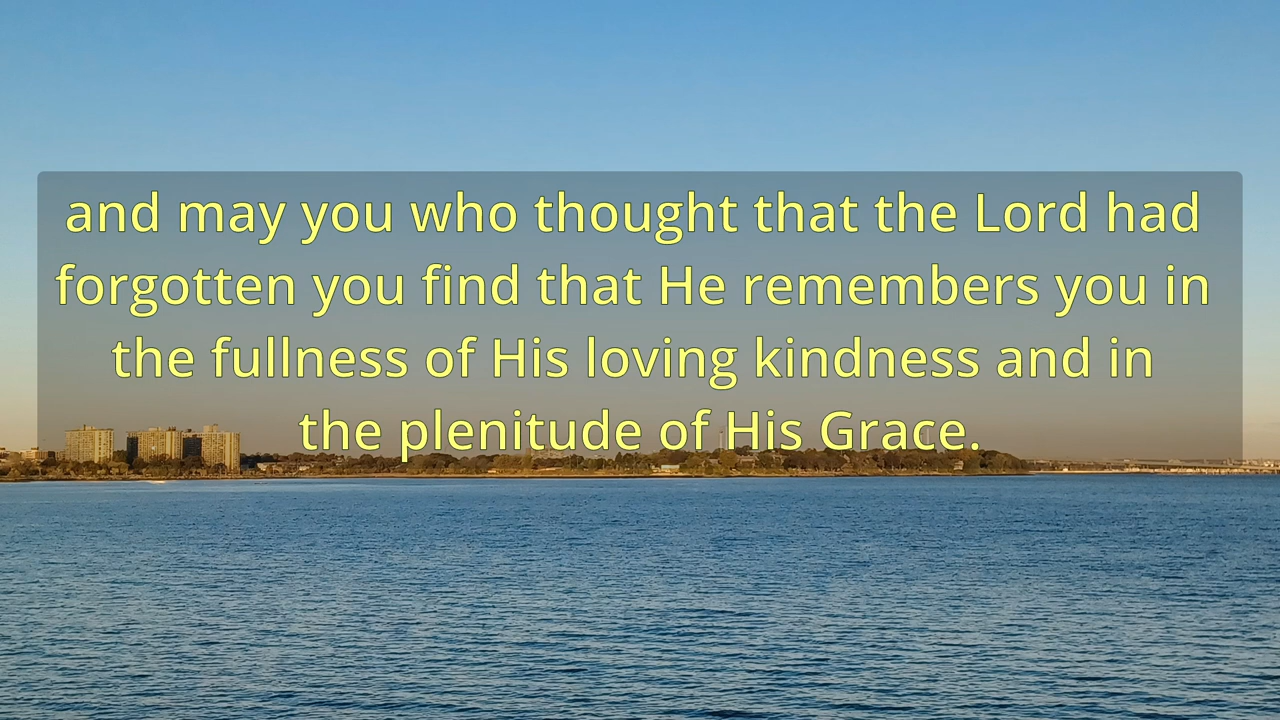 and may you who thought that the Lord had
forgotten you find that He remembers you in
the fullness of His loving kindness and in
the plenitude of His Grace.